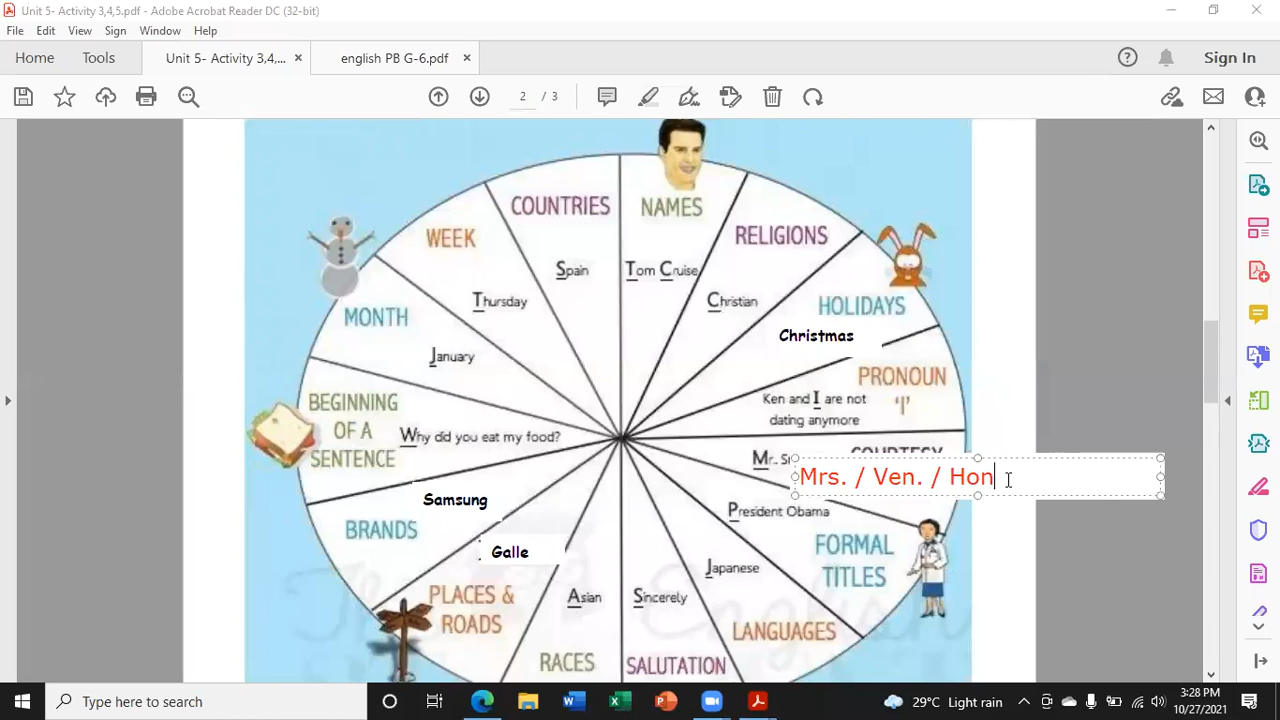 Unit 5- Activity 3,4,5.pdf - Adobe Acrobat Reader DC (32-bit)
File Edit View Sign Window Help
Home Tools Unit 5- Activity 3,4,... × english PB G-6.pdf × Sign In
2 / 3
COUNTRIES
Spain
NAMES
Tom Cruise
RELIGIONS
Christian
HOLIDAYS
Christmas
PRONOUN
'I'
Ken and I are not
dating anymore
COURTESY
Mr. S
Mrs. / Ven. / Hon
FORMAL
TITLES
President Obama
LANGUAGES
Japanese
SALUTATION
Sincerely
RACES
Asian
PLACES &
ROADS
Galle
BRANDS
Samsung
BEGINNING
OF A
SENTENCE
Why did you eat my food?
MONTH
January
WEEK
Thursday
Type here to search
29°C Light rain
3:28 PM
10/27/2021